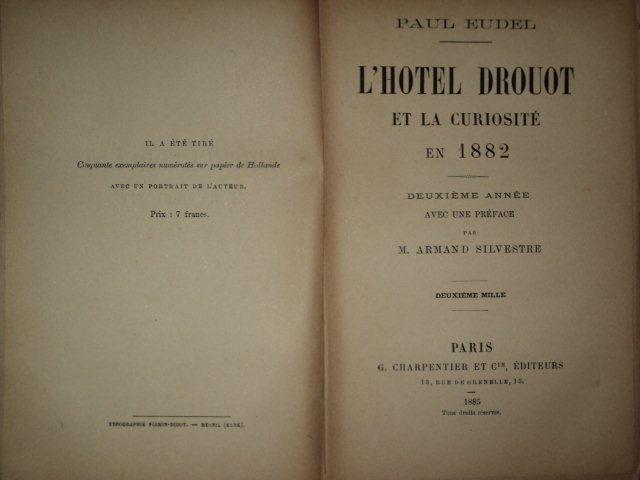 IL A ÉTÉ TIRÉ
Cinquante exemplaires numérotés sur papier de Hollande
AVEC UN PORTRAIT DE L'AUTEUR.
Prix : 7 francs.
TYPOGRAPHIE FIRMIN-DIDOT. — MESNIL (EURE).
PAUL EUDEL
L'HOTEL DROUOT
ET LA CURIOSITÉ
EN 1882
DEUXIÈME ANNÉE
AVEC UNE PRÉFACE
PAR
M. ARMAND SILVESTRE
DEUXIÈME MILLE
PARIS
G. CHARPENTIER ET Cie, ÉDITEURS
13, RUE DE GRENELLE, 13.
1885
Tous droits réservés.